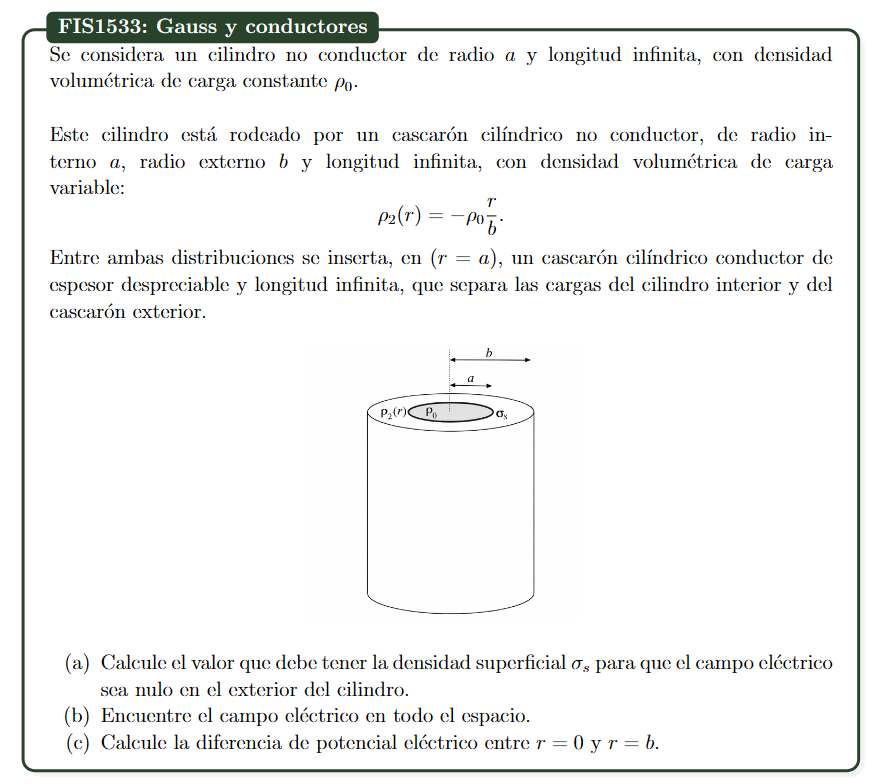 FIS1533: Gauss y conductores
Se considera un cilindro no conductor de radio a y longitud infinita, con densidad
volumétrica de carga constante ρ₀.
Este cilindro está rodeado por un cascarón cilíndrico no conductor, de radio in-
terno a, radio externo b y longitud infinita, con densidad volumétrica de carga
variable:
ρ₂(r) = −ρ₀ r/b.
Entre ambas distribuciones se inserta, en (r = a), un cascarón cilíndrico conductor de
espesor despreciable y longitud infinita, que separa las cargas del cilindro interior y del
cascarón exterior.
b
a
ρ₂(r) ρ₀ σₛ
(a) Calcule el valor que debe tener la densidad superficial σₛ para que el campo eléctrico
sea nulo en el exterior del cilindro.
(b) Encuentre el campo eléctrico en todo el espacio.
(c) Calcule la diferencia de potencial eléctrico entre r = 0 y r = b.